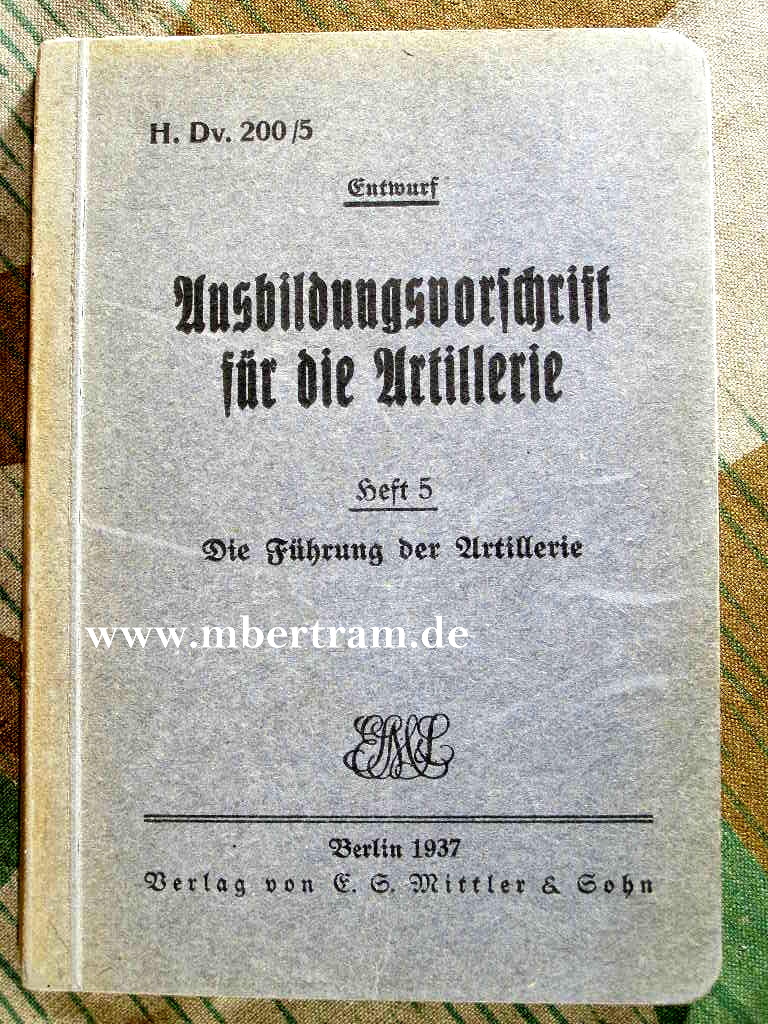 H. Dv. 200/5
Entwurf
Ausbildungsvorschrift
für die Artillerie
Heft 5
Die Führung der Artillerie
www.mbertram.de
Berlin 1937
Verlag von E. S. Mittler & Sohn